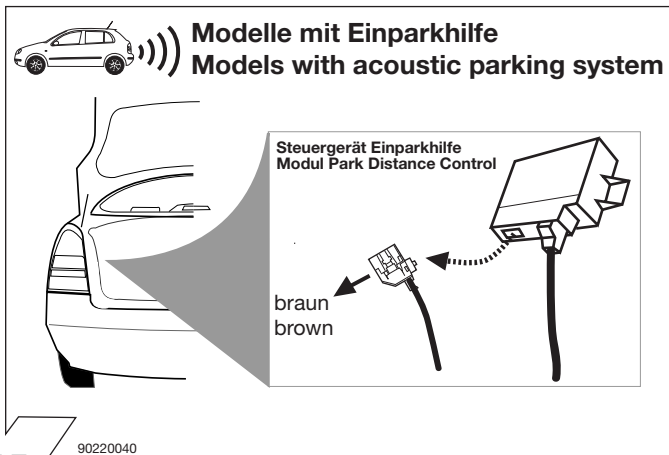 Modelle mit Einparkhilfe
Models with acoustic parking system
Steuergerät Einparkhilfe
Modul Park Distance Control
braun
brown
90220040